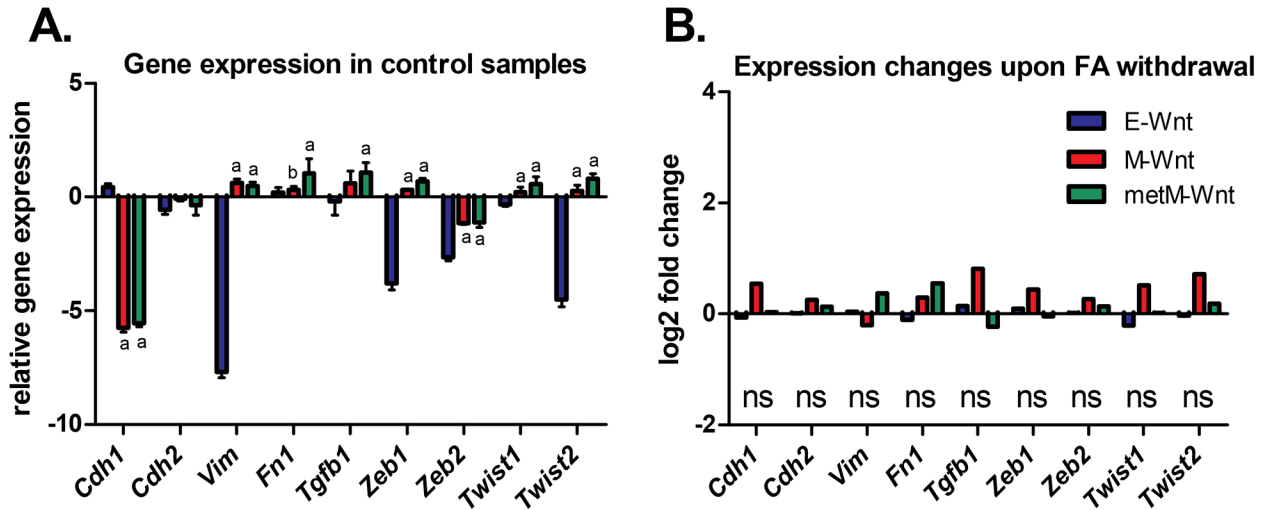 A.
Gene expression in control samples
relative gene expression
5
0
-5
-10
a a
a a
b a
a
a a
a a
a a
a a
Cdh1 Cdh2 Vim Fn1 Tgfb1 Zeb1 Zeb2 Twist1 Twist2
B.
Expression changes upon FA withdrawal
log2 fold change
4
2
0
-2
E-Wnt
M-Wnt
metM-Wnt
ns ns ns ns ns ns ns ns ns
Cdh1 Cdh2 Vim Fn1 Tgfb1 Zeb1 Zeb2 Twist1 Twist2